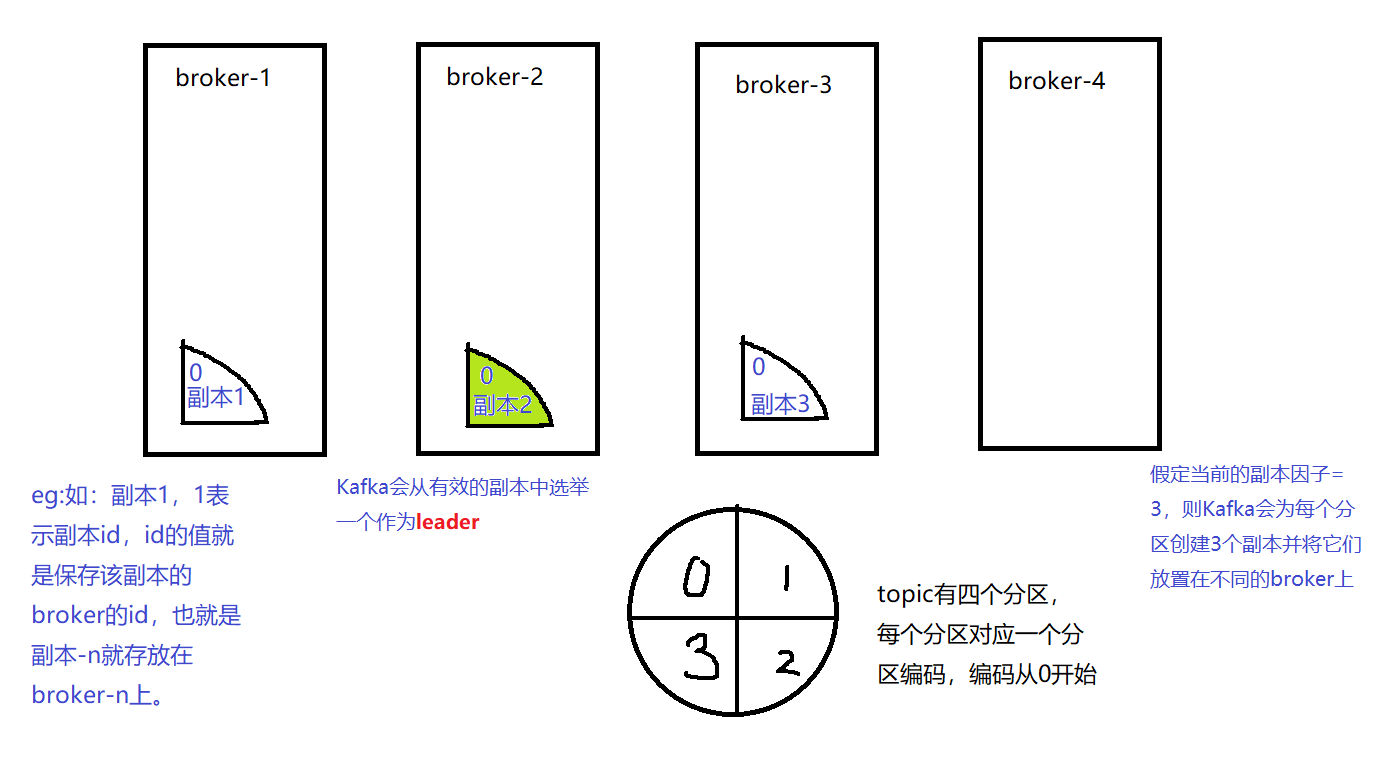 broker-1
broker-2
broker-3
broker-4
0
副本1
0
副本2
0
副本3
eg:如：副本1，1表
示副本id，id的值就
是保存该副本的
broker的id，也就是
副本-n就存放在
broker-n上。
Kafka会从有效的副本中选举
一个作为leader
0
1
3
2
topic有四个分区，
每个分区对应一个分
区编码，编码从0开始
假定当前的副本因子=
3，则Kafka会为每个分
区创建3个副本并将它们
放置在不同的broker上